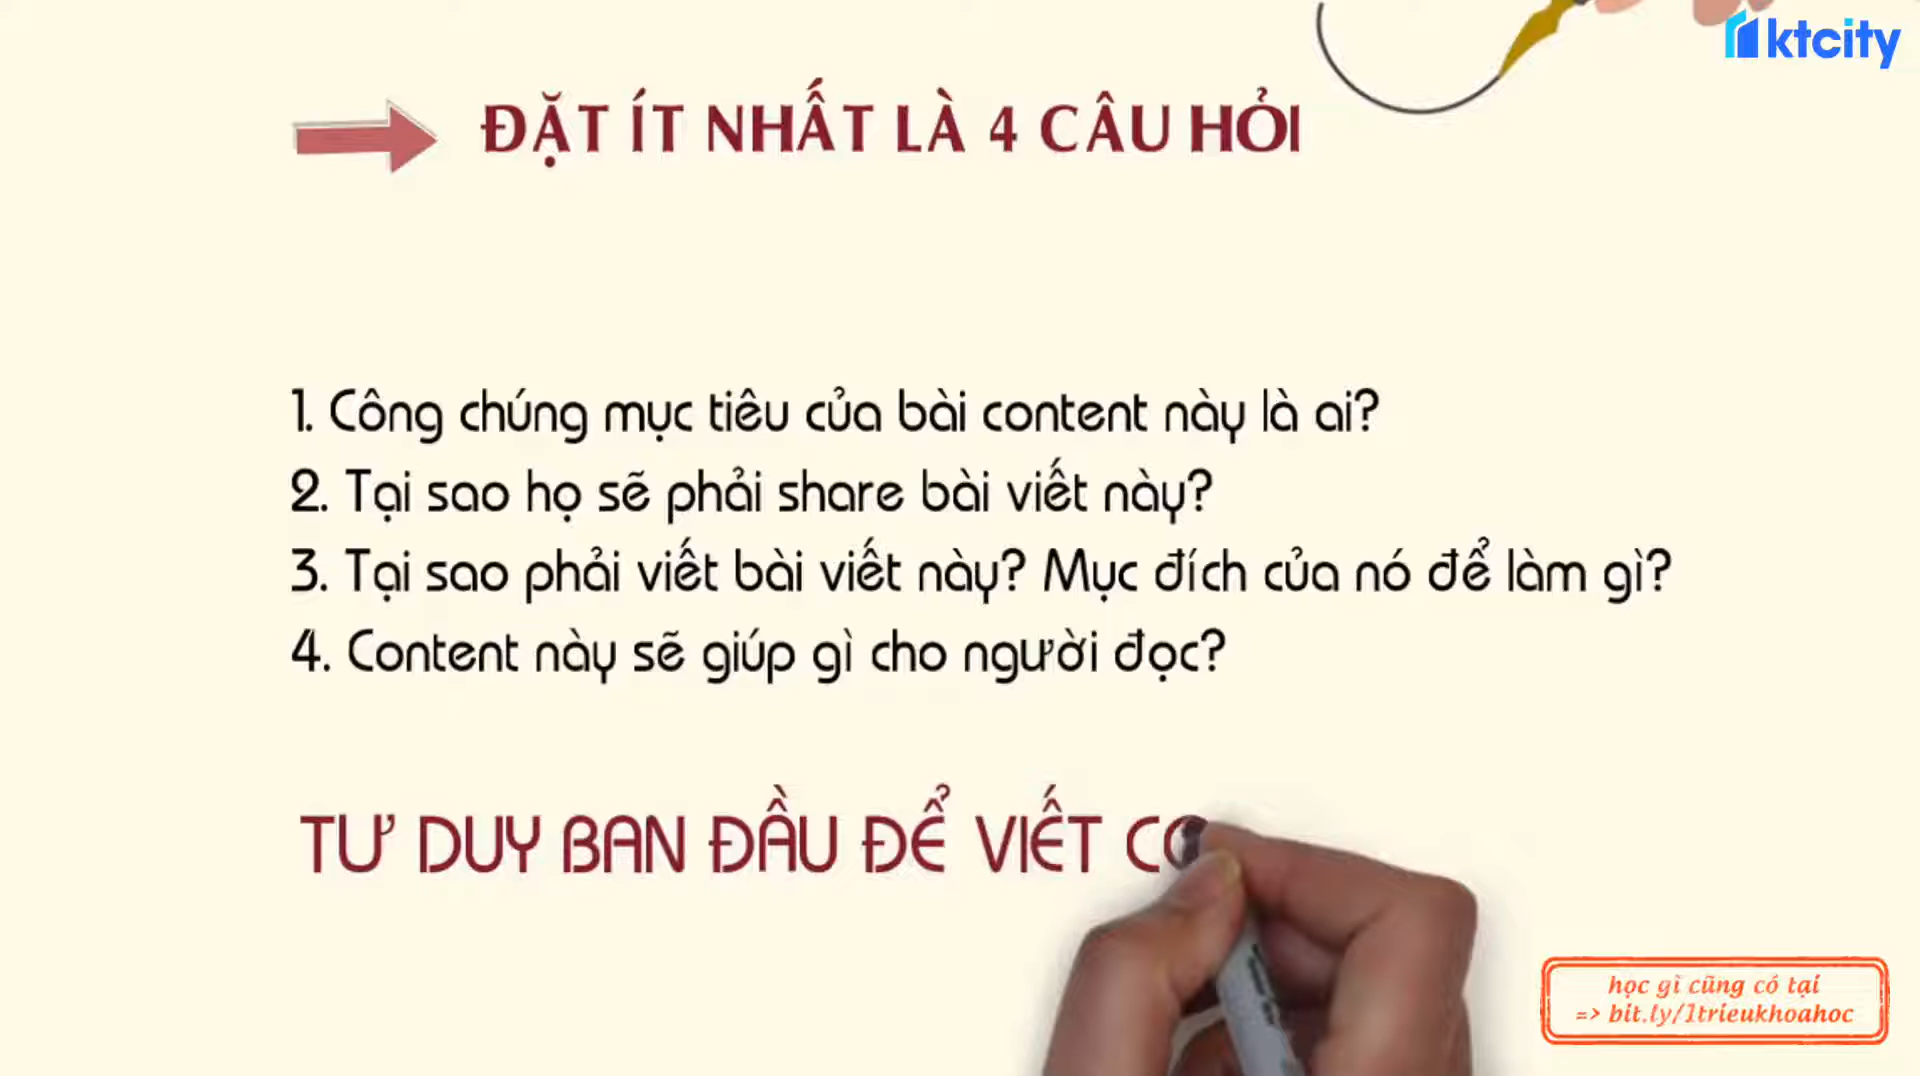 ktcity
ĐẶT ÍT NHẤT LÀ 4 CÂU HỎI
1. Công chúng mục tiêu của bài content này là ai?
2. Tại sao họ sẽ phải share bài viết này?
3. Tại sao phải viết bài viết này? Mục đích của nó để làm gì?
4. Content này sẽ giúp gì cho người đọc?
TƯ DUY BAN ĐẦU ĐỂ VIẾT CO
học gì cũng có tại
=> bit.ly/1trieukhoahoc